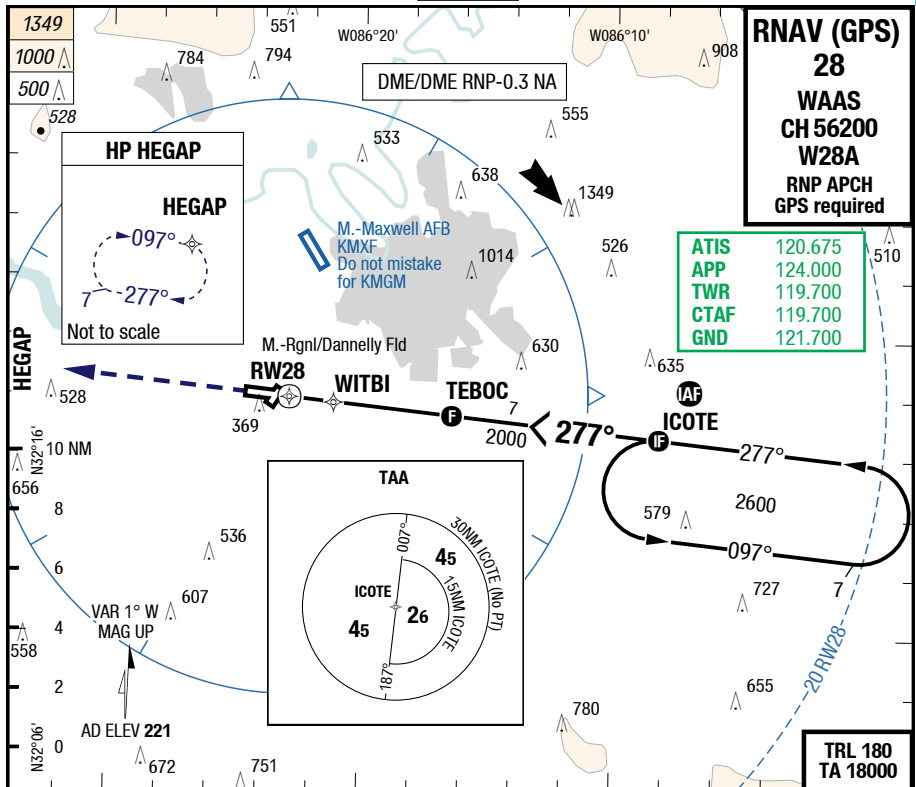 1349
1000
500
528
551
784
794
W086°20'
W086°10'
908
DME/DME RNP-0.3 NA
RNAV (GPS)
28
WAAS
CH 56200
W28A
RNP APCH
GPS required
HP HEGAP
HEGAP
097°
277°
7
Not to scale
533
555
638
1349
M.-Maxwell AFB
KMXF
Do not mistake
for KMGM
1014
526
510
ATIS 120.675
APP 124.000
TWR 119.700
CTAF 119.700
GND 121.700
HEGAP
528
M.-Rgnl/Dannelly Fld
RW28
WITBI
TEBOC
F
630
635
IAF
ICOTE
IF
369
7
2000
277°
277°
2600
579
097°
7
727
N32°16'
10 NM
656
8
536
6
607
VAR 1° W
MAG UP
4
558
2
AD ELEV 221
N32°06'
0
672
751
TAA
007°
30NM ICOTE (No PT)
45
ICOTE
15NM ICOTE
45
26
187°
780
655
20 RW28
TRL 180
TA 18000